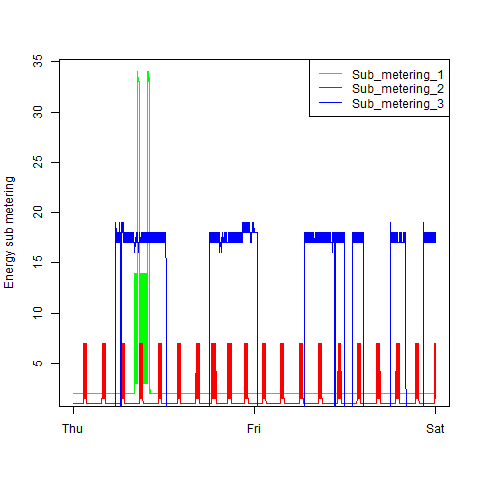 Sub_metering_1
Sub_metering_2
Sub_metering_3
Energy sub metering
35
30
25
20
15
10
5
Thu Fri Sat